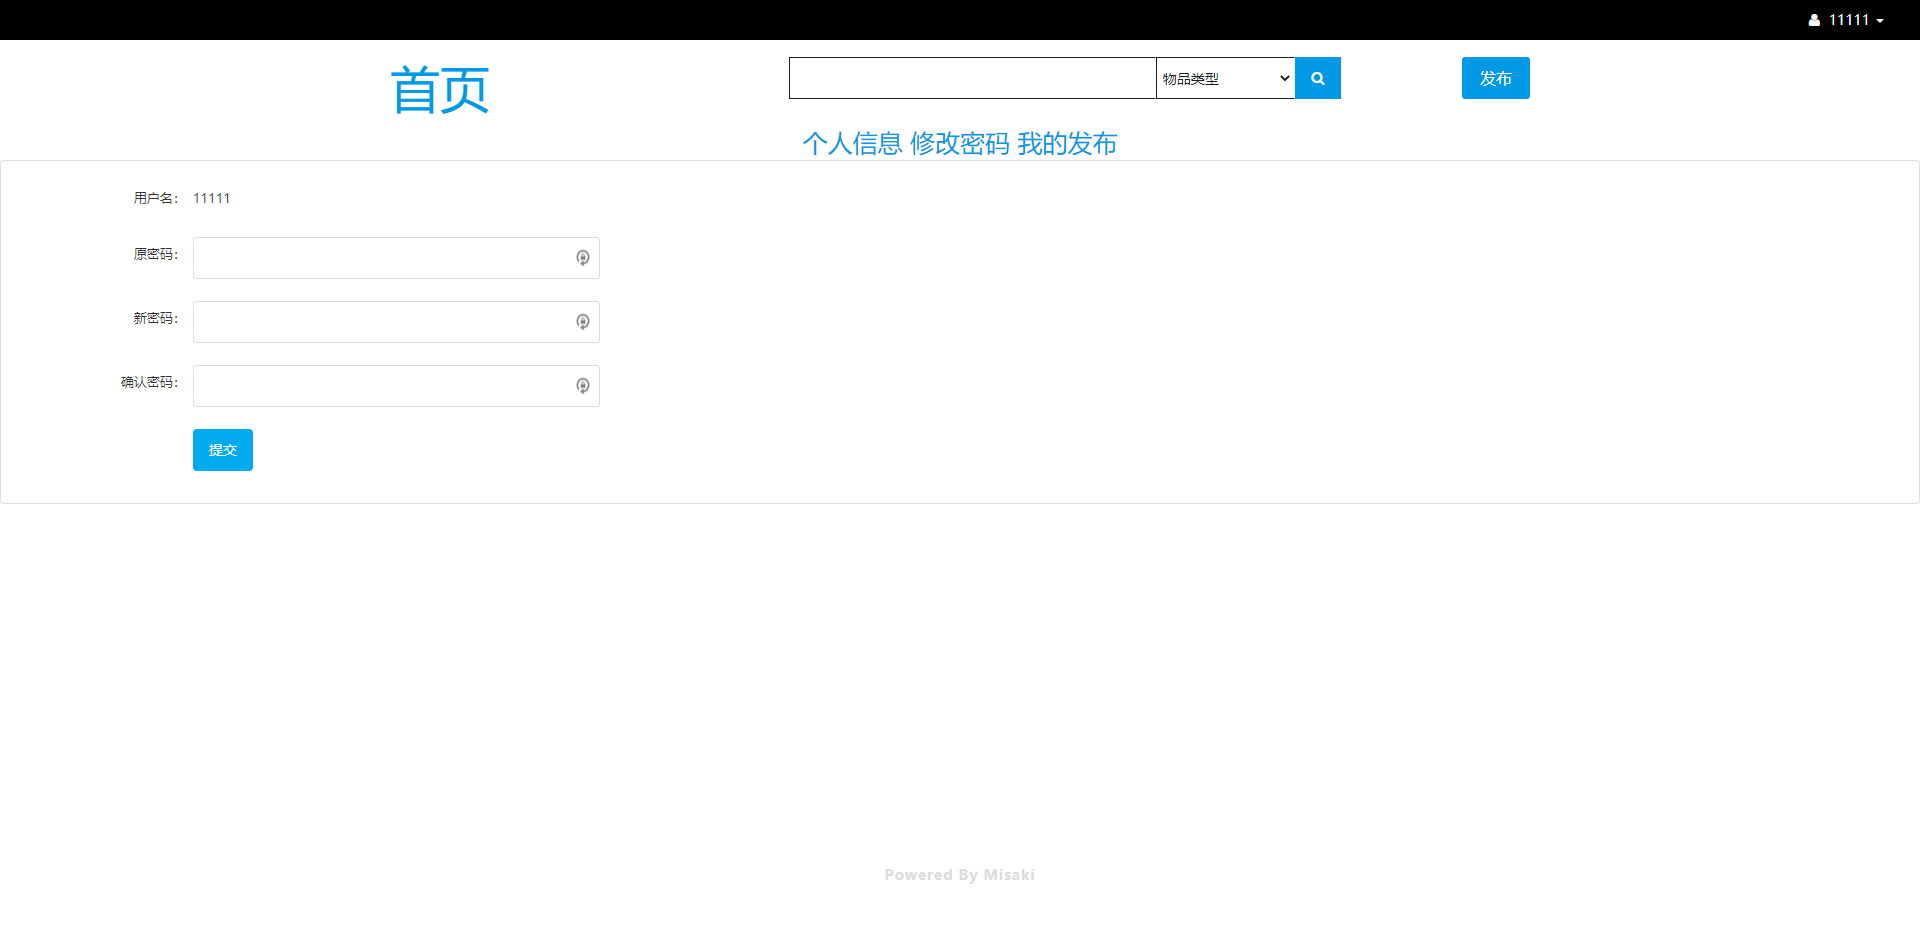 11111
首页
物品类型
发布
个人信息 修改密码 我的发布
用户名： 11111
原密码：
新密码：
确认密码：
提交
Powered By Misaki